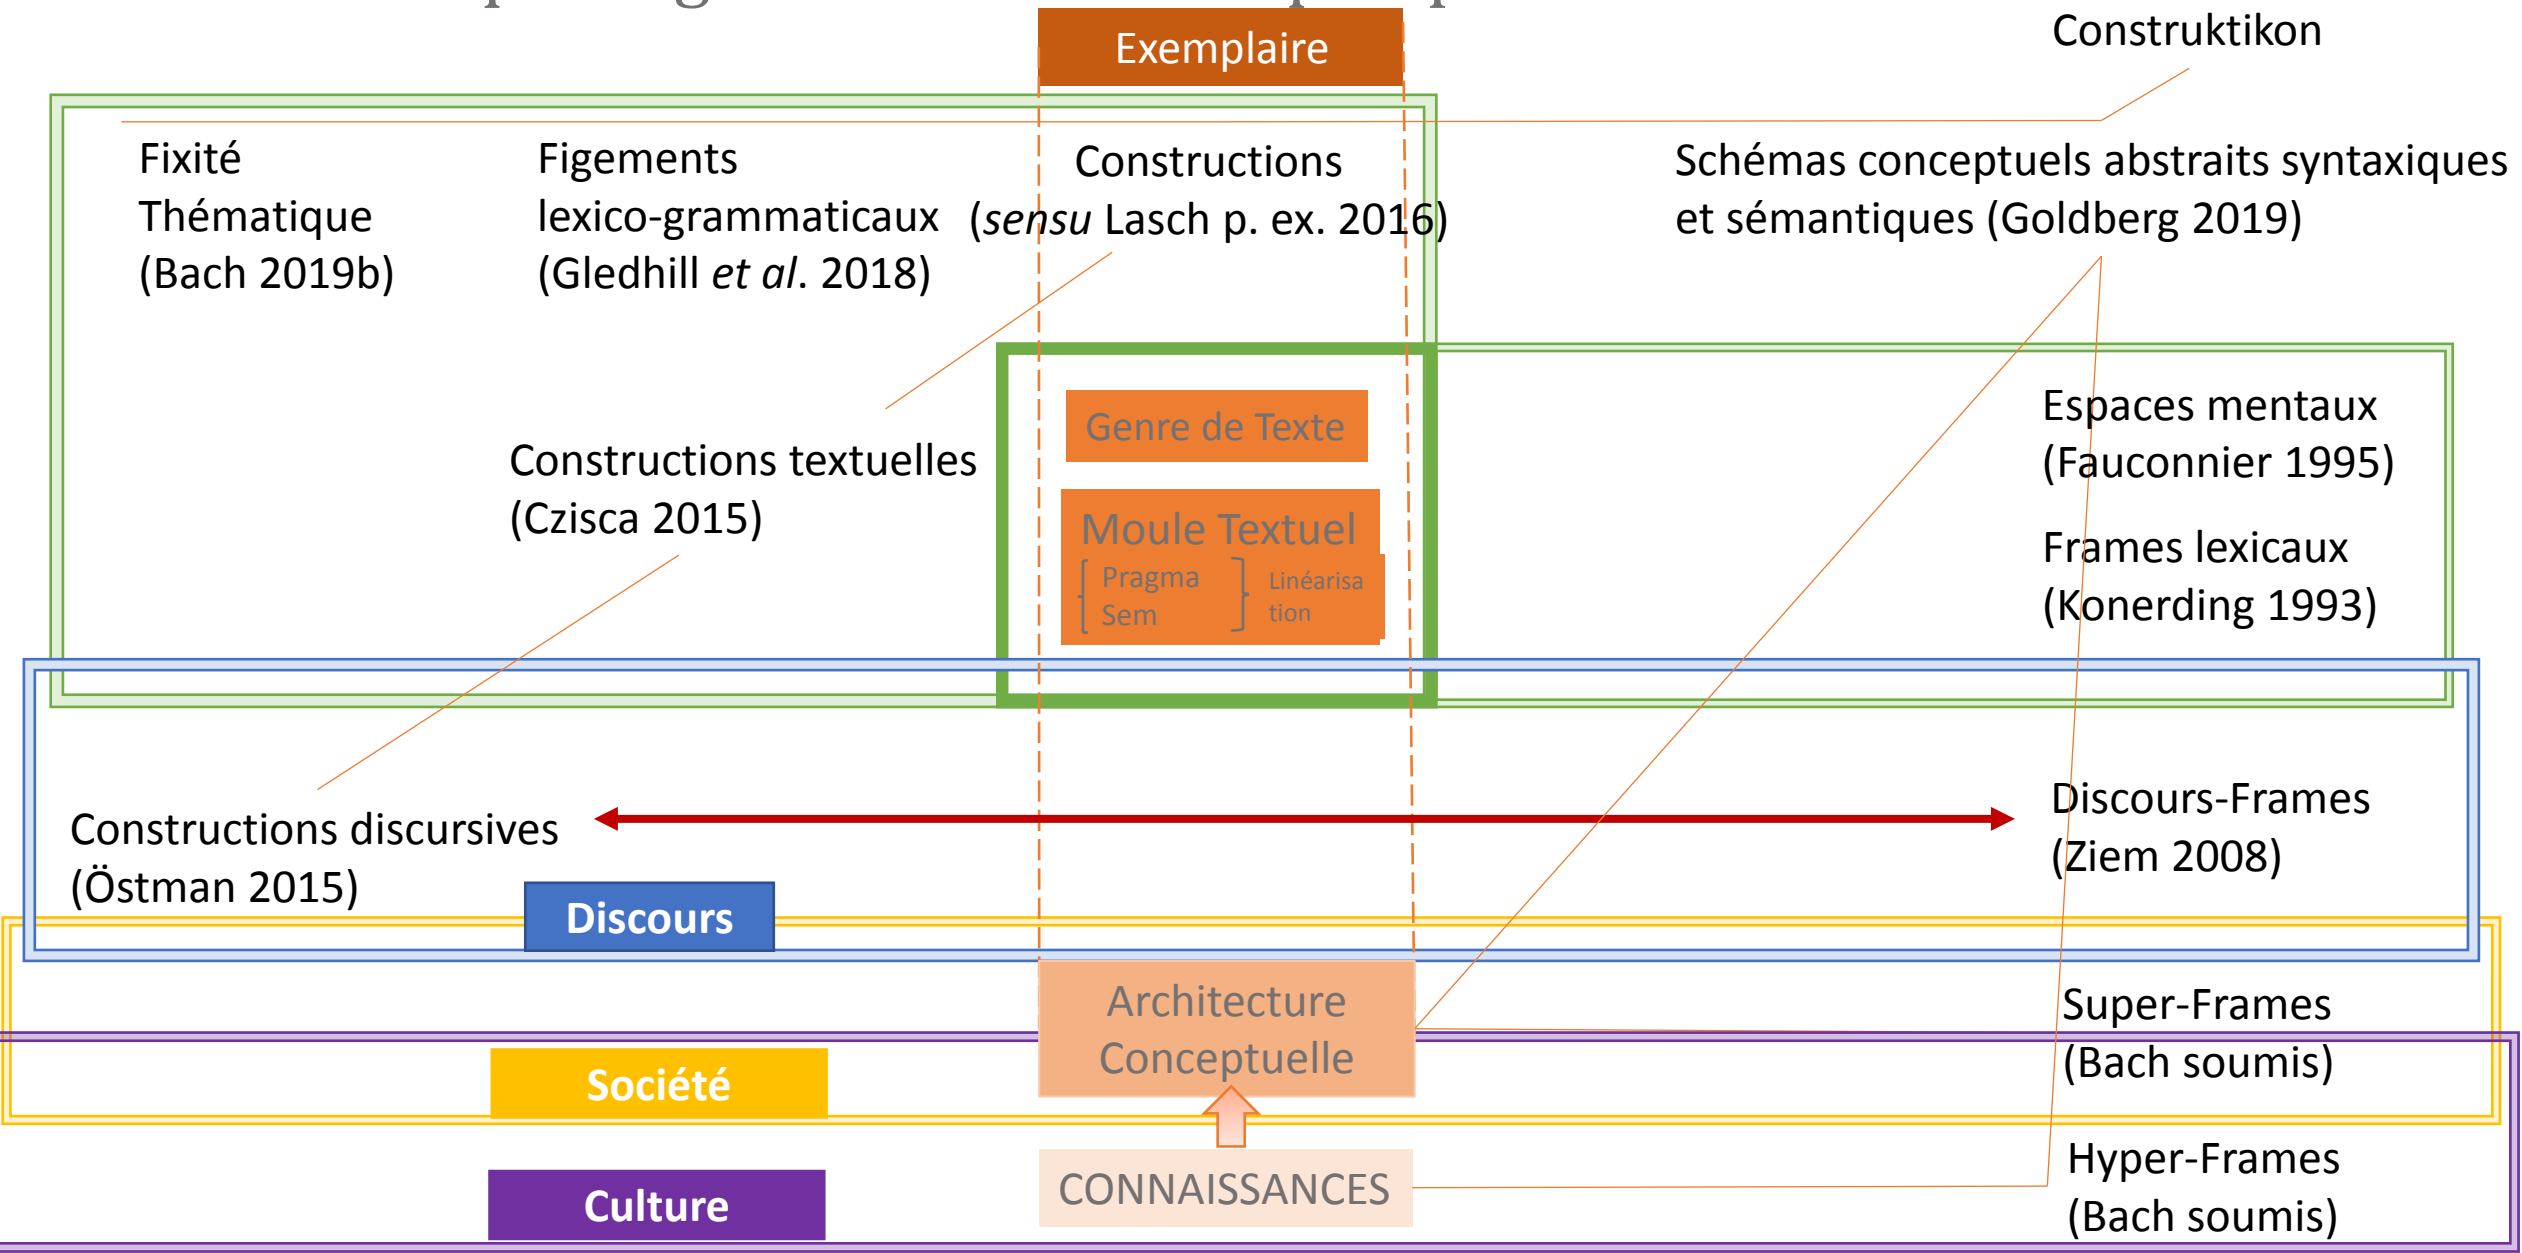 Exemplaire
Construktikon
Fixité
Thématique
(Bach 2019b)
Figements
lexico-grammaticaux
(Gledhill et al. 2018)
Constructions
(sensu Lasch p. ex. 2016)
Schémas conceptuels abstraits syntaxiques
et sémantiques (Goldberg 2019)
Genre de Texte
Espaces mentaux
(Fauconnier 1995)
Constructions textuelles
(Czisca 2015)
Moule Textuel
Pragma
Sem
Linéarisa
tion
Frames lexicaux
(Konerding 1993)
Constructions discursives
(Östman 2015)
Discours-Frames
(Ziem 2008)
Discours
Architecture
Conceptuelle
Super-Frames
(Bach soumis)
Société
CONNAISSANCES
Hyper-Frames
(Bach soumis)
Culture